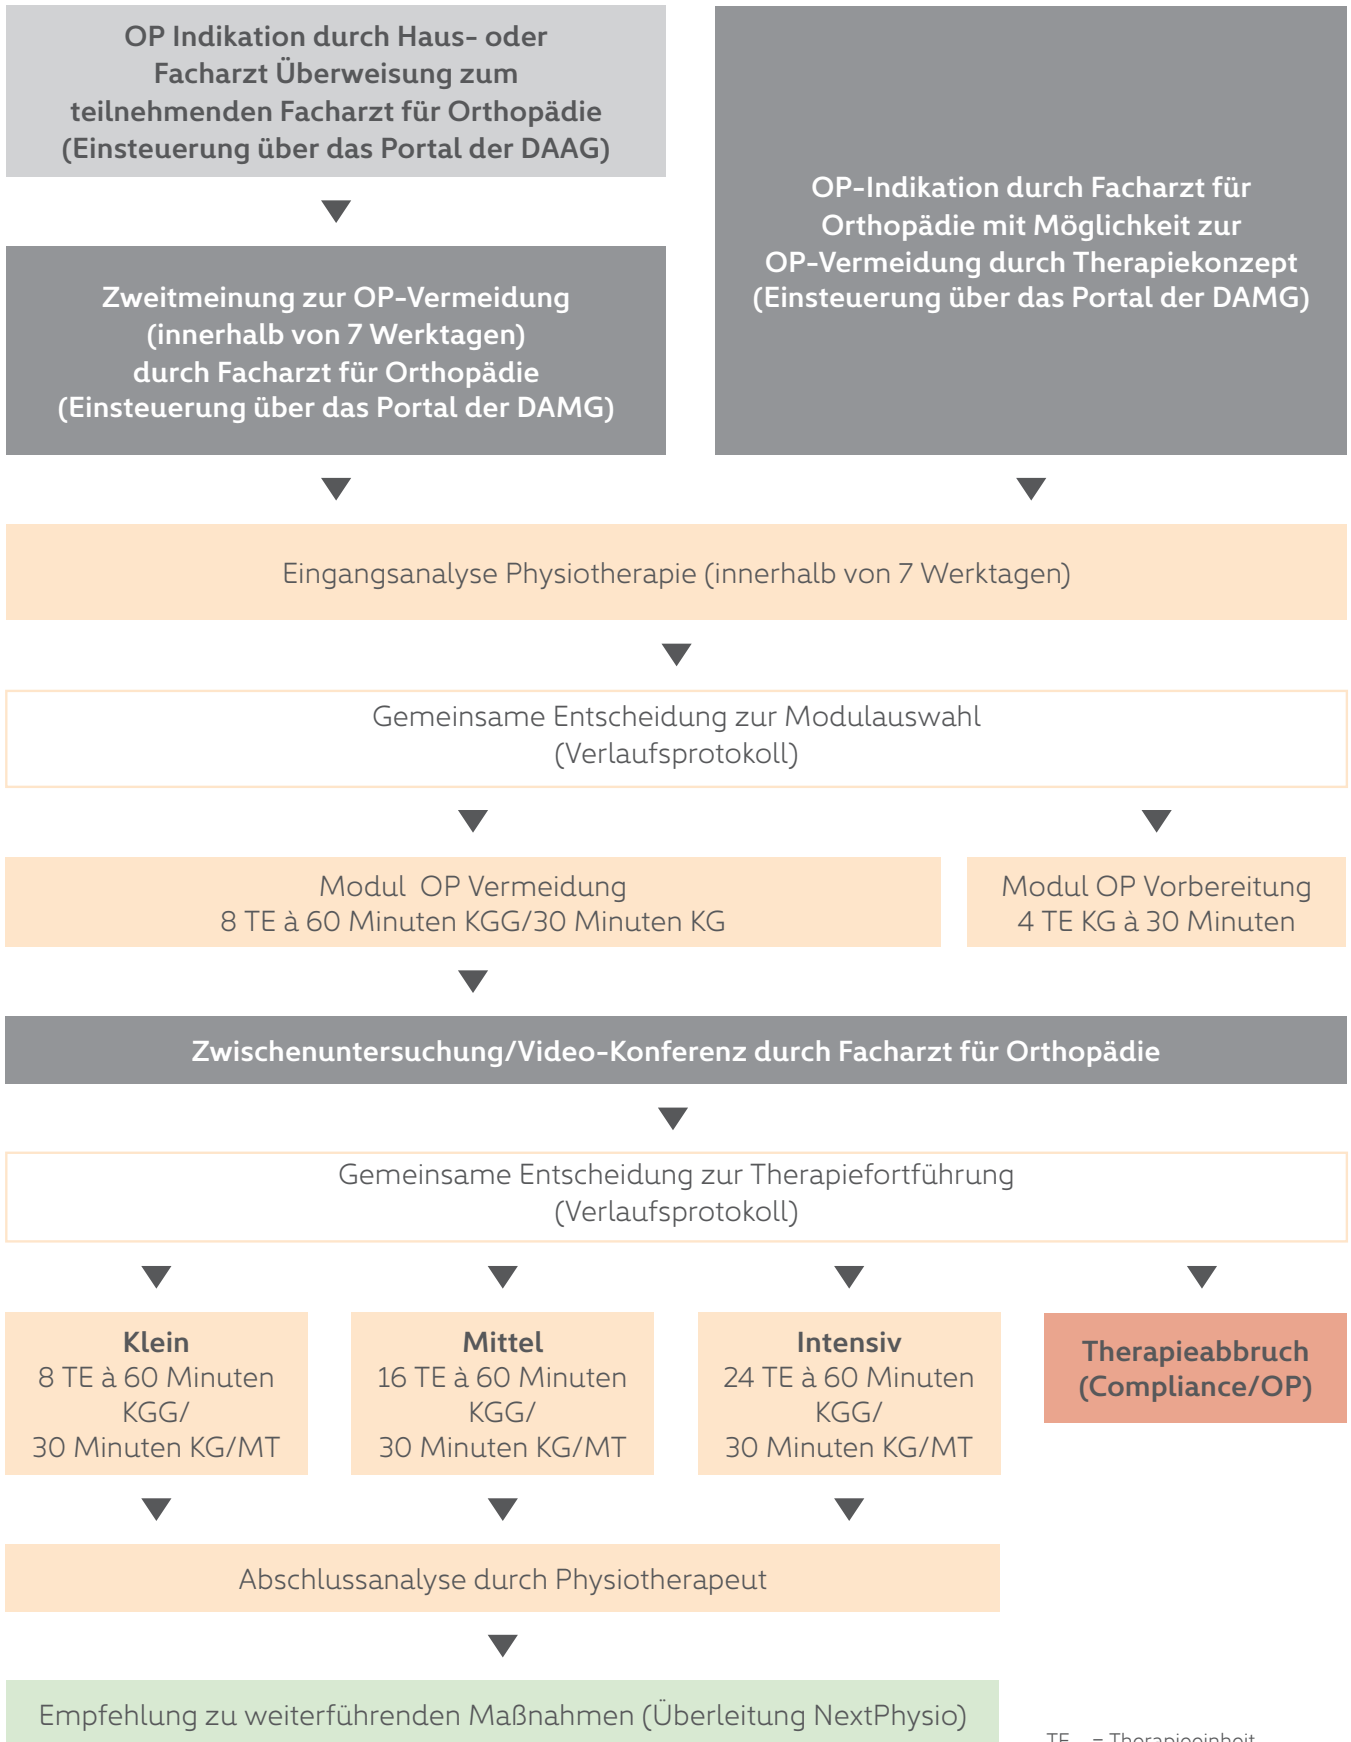 OP Indikation durch Haus- oder
Facharzt Überweisung zum
teilnehmenden Facharzt für Orthopädie
(Einsteuerung über das Portal der DAAG)
Zweitmeinung zur OP-Vermeidung
(innerhalb von 7 Werktagen)
durch Facharzt für Orthopädie
(Einsteuerung über das Portal der DAMG)
OP-Indikation durch Facharzt für
Orthopädie mit Möglichkeit zur
OP-Vermeidung durch Therapiekonzept
(Einsteuerung über das Portal der DAMG)
Eingangsanalyse Physiotherapie (innerhalb von 7 Werktagen)
Gemeinsame Entscheidung zur Modulauswahl
(Verlaufsprotokoll)
Modul OP Vermeidung
8 TE à 60 Minuten KGG/30 Minuten KG
Modul OP Vorbereitung
4 TE KG à 30 Minuten
Zwischenuntersuchung/Video-Konferenz durch Facharzt für Orthopädie
Gemeinsame Entscheidung zur Therapiefortführung
(Verlaufsprotokoll)
Klein
8 TE à 60 Minuten
KGG/
30 Minuten KG/MT
Mittel
16 TE à 60 Minuten
KGG/
30 Minuten KG/MT
Intensiv
24 TE à 60 Minuten
KGG/
30 Minuten KG/MT
Therapieabbruch
(Compliance/OP)
Abschlussanalyse durch Physiotherapeut
Empfehlung zu weiterführenden Maßnahmen (Überleitung NextPhysio)
TE = Therapieeinheit